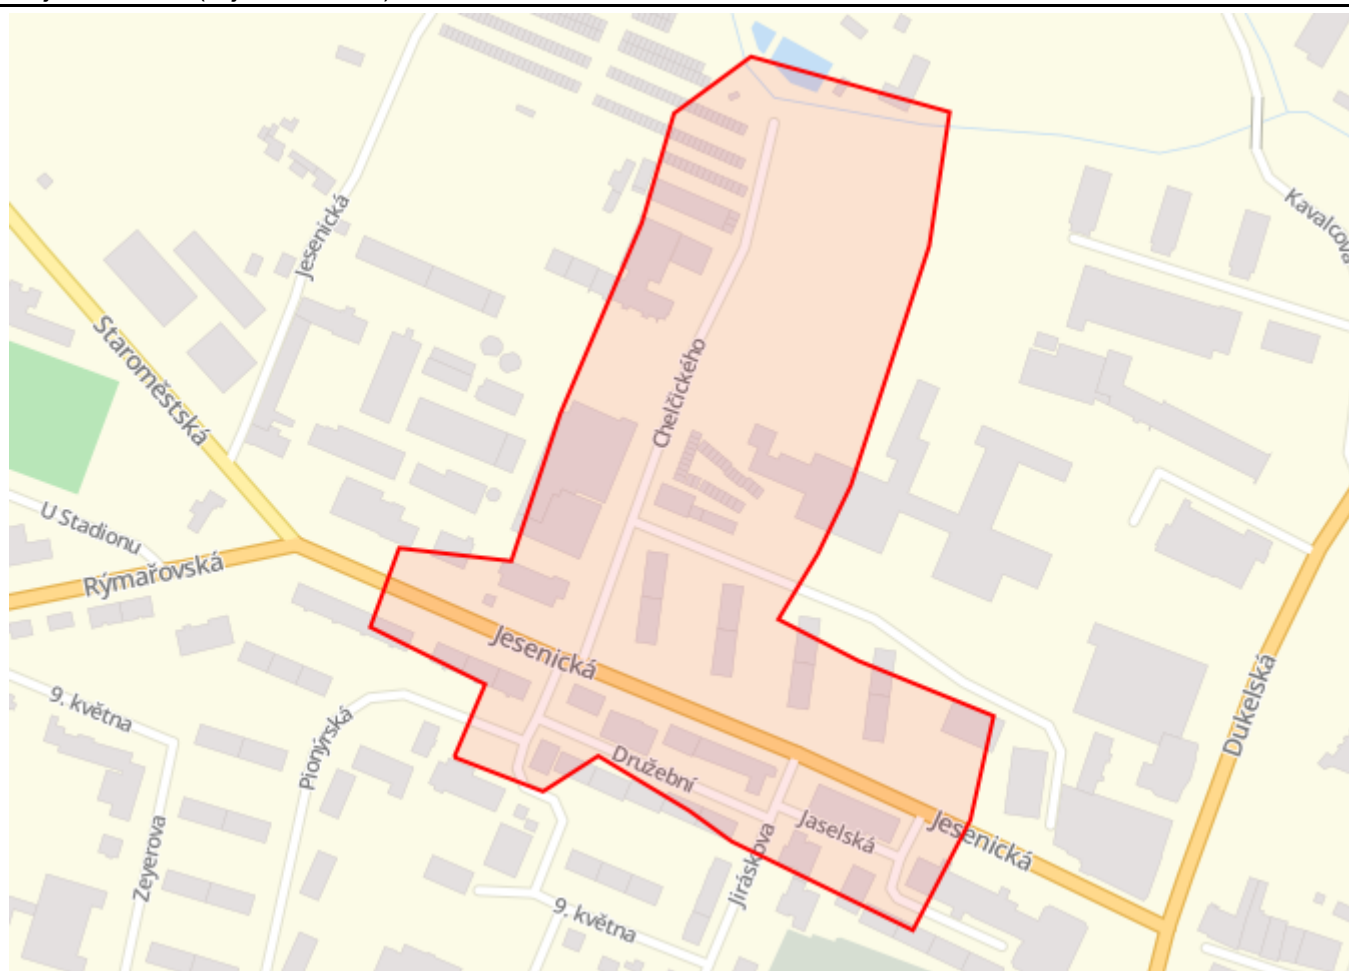 Kavalcova
Jesenická
Staroměstská
Chelčického
U Stadionu
Rýmařovská
Jesenická
Dukelská
9. května
Pionýrská
Družební
Jaselská
Jesenická
Jiráskova
Zeyerova
9. května